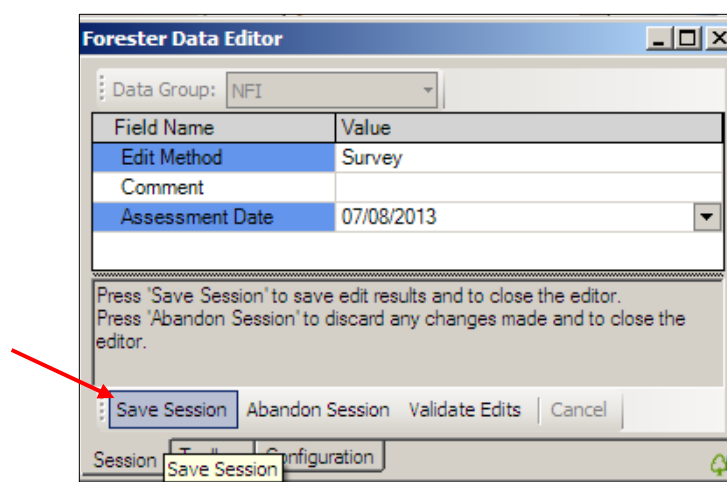 Forester Data Editor
Data Group: NFI
Field Name Value
Edit Method Survey
Comment
Assessment Date 07/08/2013
Press 'Save Session' to save edit results and to close the editor.
Press 'Abandon Session' to discard any changes made and to close the
editor.
Save Session Abandon Session Validate Edits Cancel
Session Configuration
Save Session